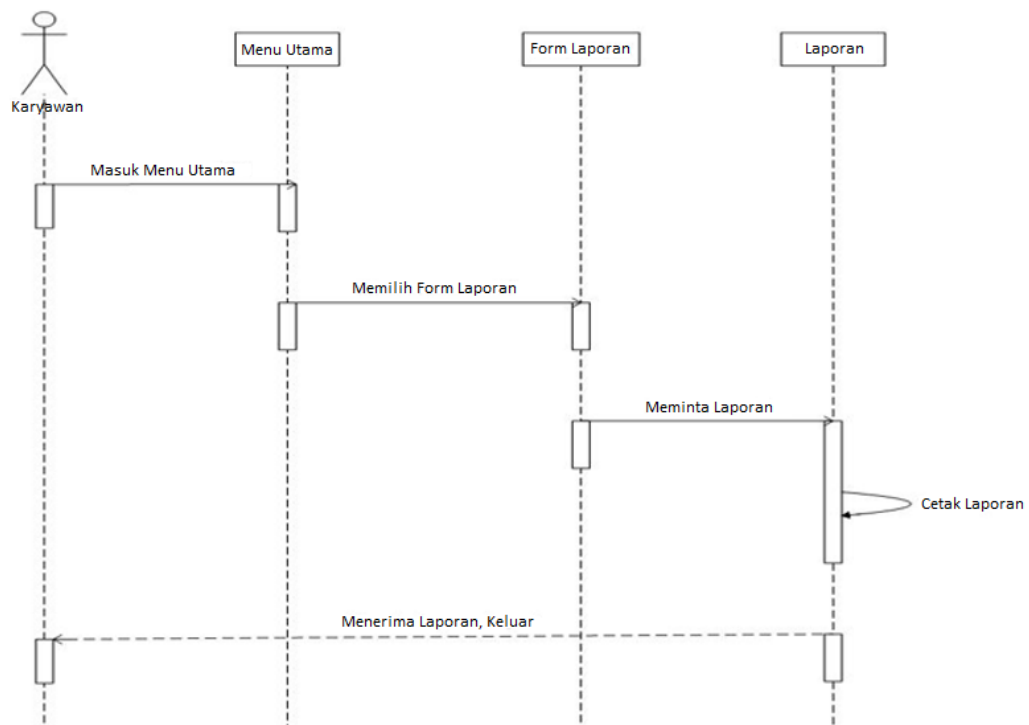 Menu Utama
Form Laporan
Laporan
Karyawan
Masuk Menu Utama
Memilih Form Laporan
Meminta Laporan
Cetak Laporan
Menerima Laporan, Keluar